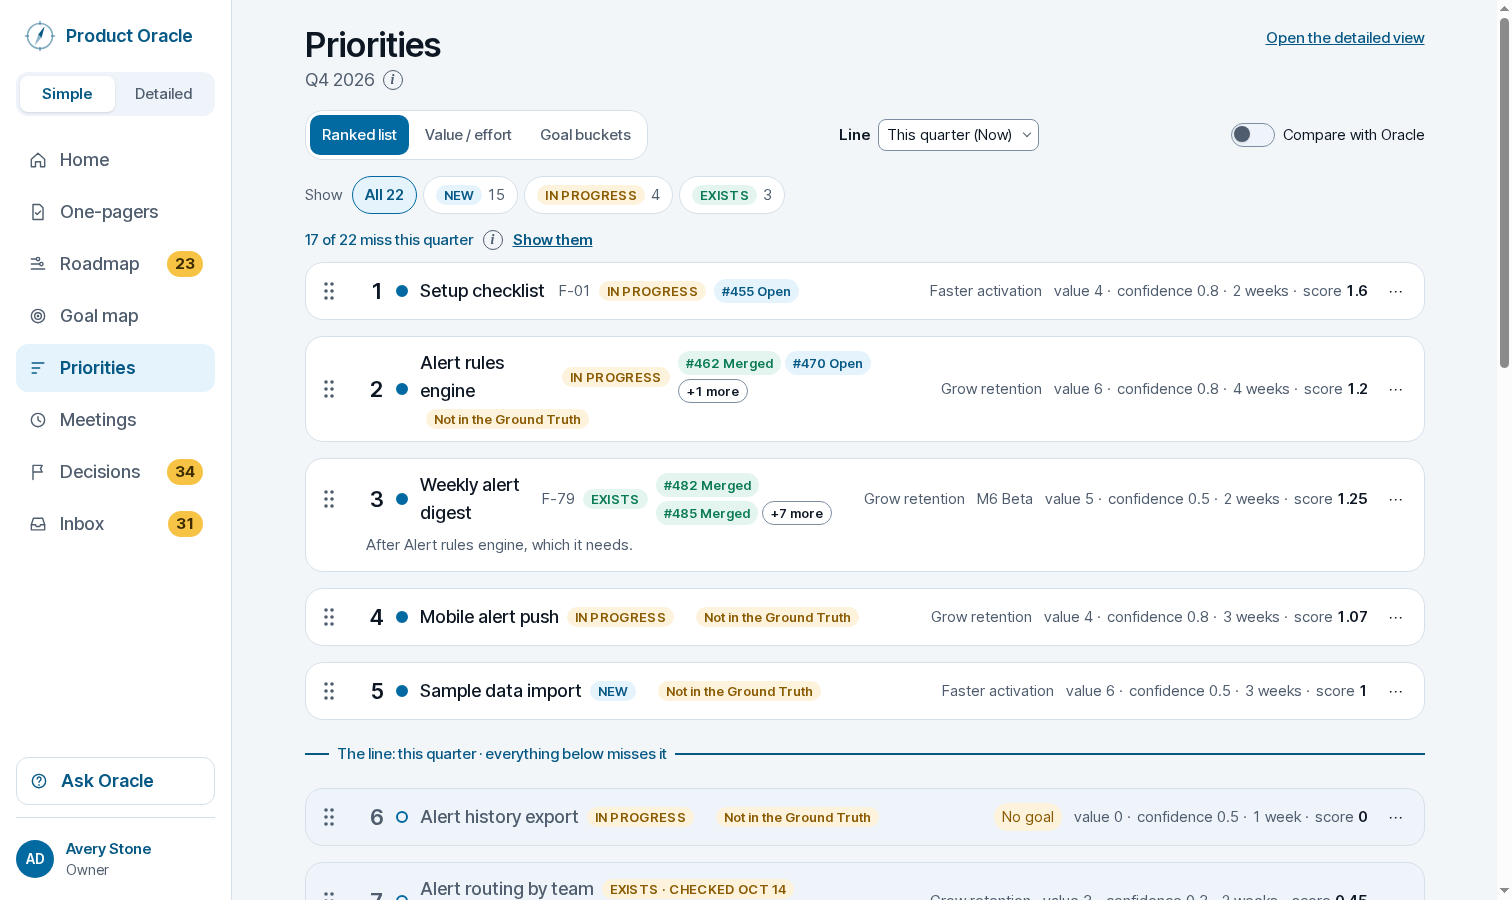 Product Oracle
Simple
Detailed
Home
One-pagers
Roadmap 23
Goal map
Priorities
Meetings
Decisions 34
Inbox 31
Ask Oracle
AD
Avery Stone
Owner
Priorities
Open the detailed view
Q4 2026 i
Ranked list
Value / effort
Goal buckets
Line This quarter (Now)
Compare with Oracle
Show All 22 NEW 15 IN PROGRESS 4 EXISTS 3
17 of 22 miss this quarter i Show them
1 Setup checklist F-01 IN PROGRESS #455 Open Faster activation value 4 · confidence 0.8 · 2 weeks · score 1.6 ...
2 Alert rules engine IN PROGRESS #462 Merged #470 Open +1 more Grow retention value 6 · confidence 0.8 · 4 weeks · score 1.2 ...
Not in the Ground Truth
3 Weekly alert digest F-79 EXISTS #482 Merged #485 Merged +7 more Grow retention M6 Beta value 5 · confidence 0.5 · 2 weeks · score 1.25 ...
After Alert rules engine, which it needs.
4 Mobile alert push IN PROGRESS Not in the Ground Truth Grow retention value 4 · confidence 0.8 · 3 weeks · score 1.07 ...
5 Sample data import NEW Not in the Ground Truth Faster activation value 6 · confidence 0.5 · 3 weeks · score 1 ...
The line: this quarter · everything below misses it
6 Alert history export IN PROGRESS Not in the Ground Truth No goal value 0 · confidence 0.5 · 1 week · score 0 ...
Alert routing by team EXISTS · CHECKED OCT 14